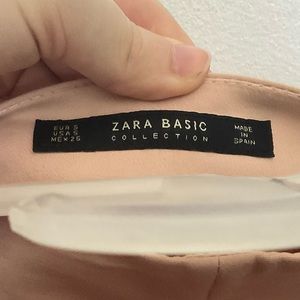 EUR S
USA S
MEX 26
ZARA BASIC
COLLECTION
MADE
IN
SPAIN